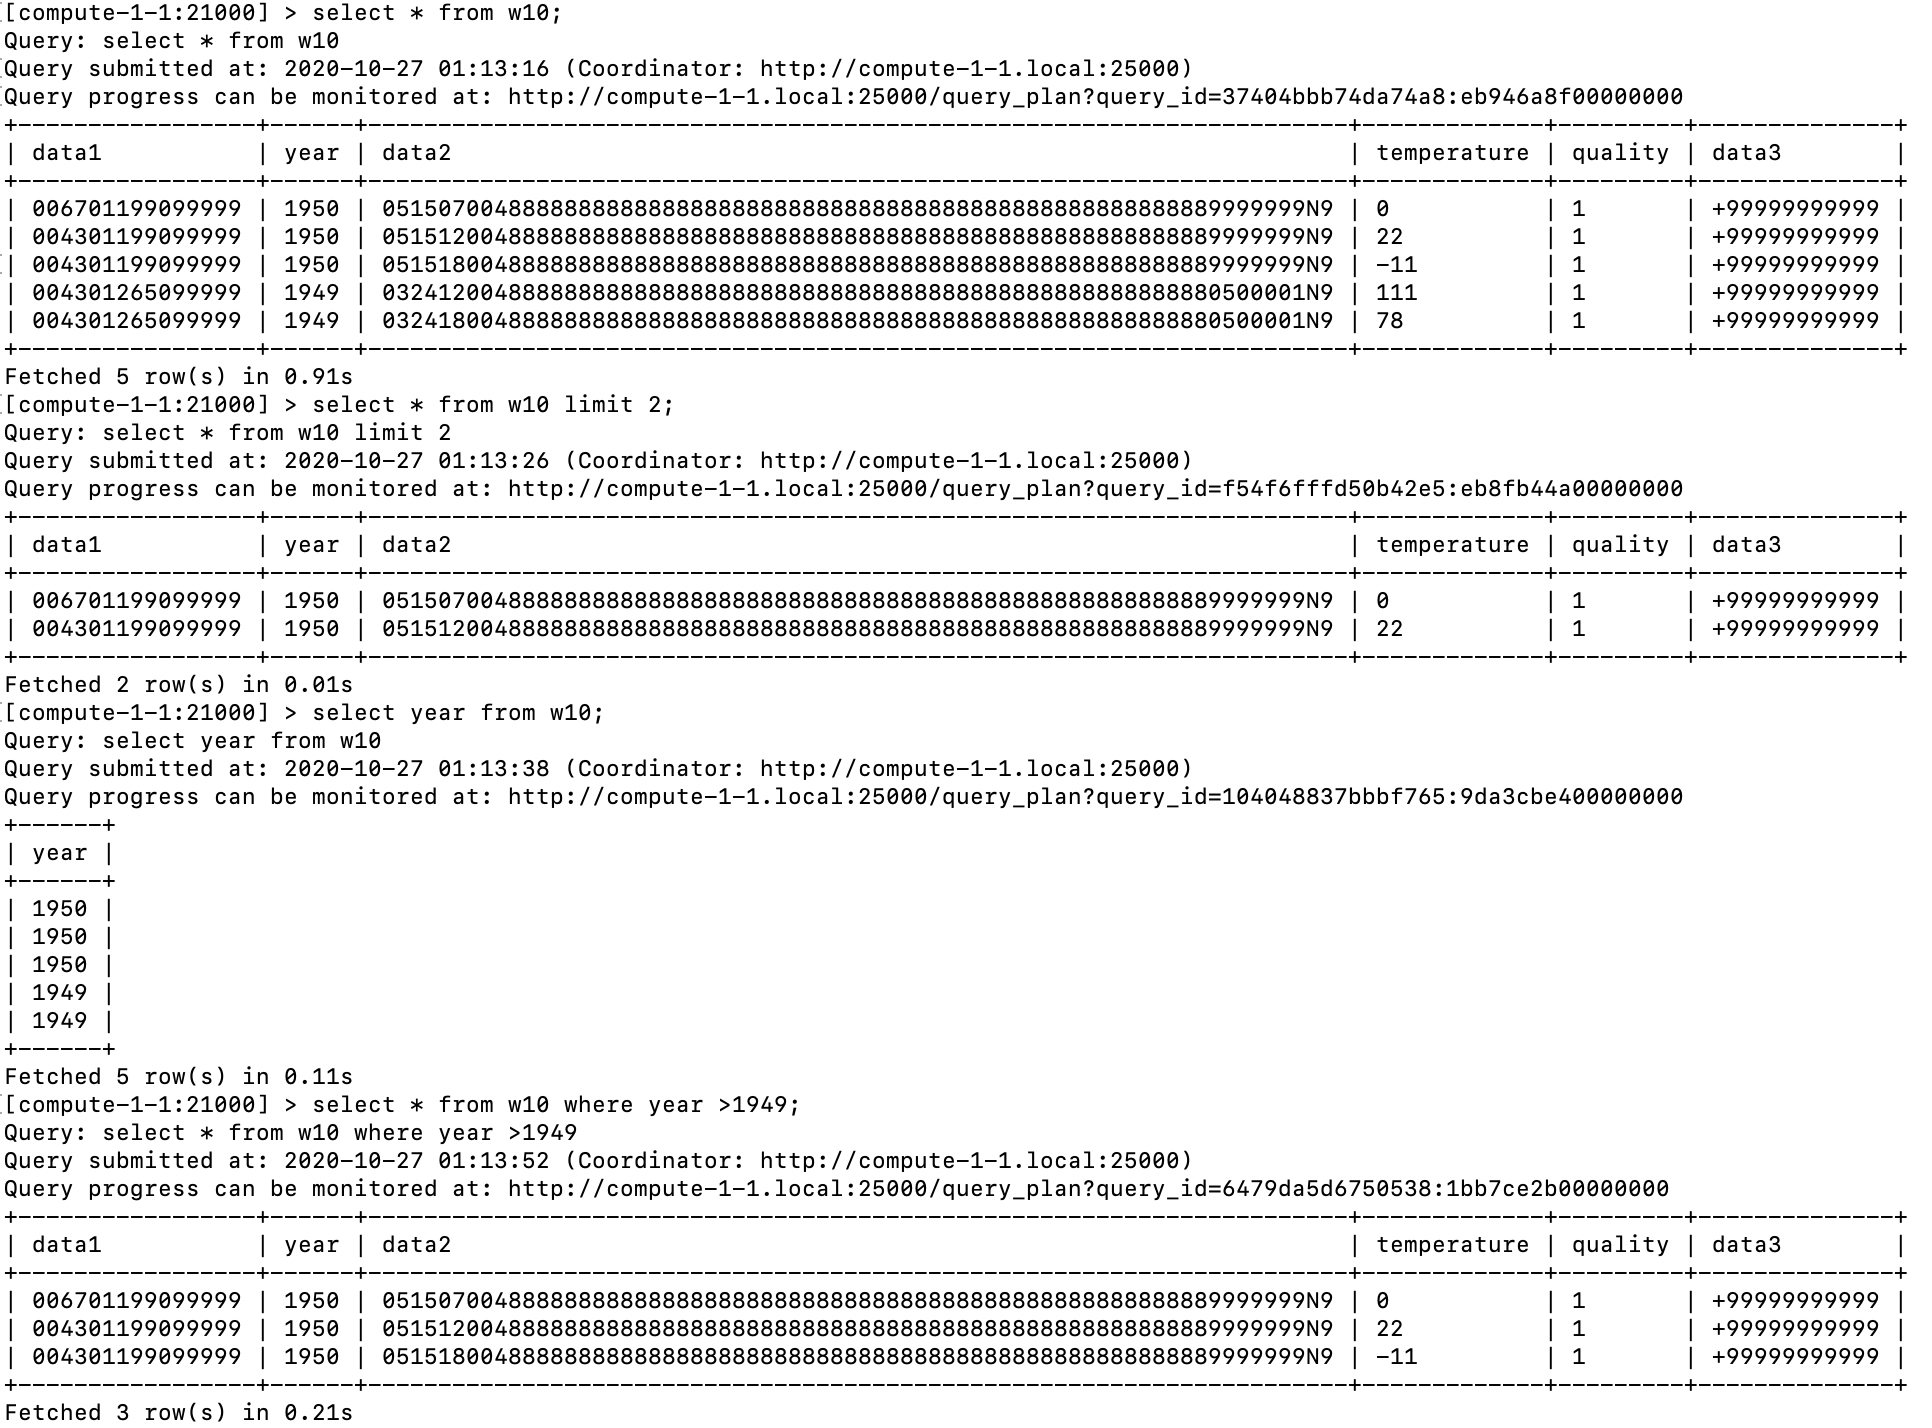 [compute-1-1:21000] > select * from w10;
Query: select * from w10
Query submitted at: 2020-10-27 01:13:16 (Coordinator: http://compute-1-1.local:25000)
Query progress can be monitored at: http://compute-1-1.local:25000/query_plan?query_id=37404bbb74da74a8:eb946a8f00000000
+-----------------+------+----------------------------------------------------------------------+-------------+---------+--------------+
| data1           | year | data2                                                                | temperature | quality | data3        |
+-----------------+------+----------------------------------------------------------------------+-------------+---------+--------------+
| 006701199099999 | 1950 | 051507004888888888888888888888888888888888888888888888888889999999N9 | 0           | 1       | +99999999999 |
| 004301199099999 | 1950 | 051512004888888888888888888888888888888888888888888888888889999999N9 | 22          | 1       | +99999999999 |
| 004301199099999 | 1950 | 051518004888888888888888888888888888888888888888888888888889999999N9 | -11         | 1       | +99999999999 |
| 004301265099999 | 1949 | 032412004888888888888888888888888888888888888888888888888880500001N9 | 111         | 1       | +99999999999 |
| 004301265099999 | 1949 | 032418004888888888888888888888888888888888888888888888888880500001N9 | 78          | 1       | +99999999999 |
+-----------------+------+----------------------------------------------------------------------+-------------+---------+--------------+
Fetched 5 row(s) in 0.91s
[compute-1-1:21000] > select * from w10 limit 2;
Query: select * from w10 limit 2
Query submitted at: 2020-10-27 01:13:26 (Coordinator: http://compute-1-1.local:25000)
Query progress can be monitored at: http://compute-1-1.local:25000/query_plan?query_id=f54f6fffd50b42e5:eb8fb44a00000000
+-----------------+------+----------------------------------------------------------------------+-------------+---------+--------------+
| data1           | year | data2                                                                | temperature | quality | data3        |
+-----------------+------+----------------------------------------------------------------------+-------------+---------+--------------+
| 006701199099999 | 1950 | 051507004888888888888888888888888888888888888888888888888889999999N9 | 0           | 1       | +99999999999 |
| 004301199099999 | 1950 | 051512004888888888888888888888888888888888888888888888888889999999N9 | 22          | 1       | +99999999999 |
+-----------------+------+----------------------------------------------------------------------+-------------+---------+--------------+
Fetched 2 row(s) in 0.01s
[compute-1-1:21000] > select year from w10;
Query: select year from w10
Query submitted at: 2020-10-27 01:13:38 (Coordinator: http://compute-1-1.local:25000)
Query progress can be monitored at: http://compute-1-1.local:25000/query_plan?query_id=104048837bbbf765:9da3cbe400000000
+------+
| year |
+------+
| 1950 |
| 1950 |
| 1950 |
| 1949 |
| 1949 |
+------+
Fetched 5 row(s) in 0.11s
[compute-1-1:21000] > select * from w10 where year >1949;
Query: select * from w10 where year >1949
Query submitted at: 2020-10-27 01:13:52 (Coordinator: http://compute-1-1.local:25000)
Query progress can be monitored at: http://compute-1-1.local:25000/query_plan?query_id=6479da5d6750538:1bb7ce2b00000000
+-----------------+------+----------------------------------------------------------------------+-------------+---------+--------------+
| data1           | year | data2                                                                | temperature | quality | data3        |
+-----------------+------+----------------------------------------------------------------------+-------------+---------+--------------+
| 006701199099999 | 1950 | 051507004888888888888888888888888888888888888888888888888889999999N9 | 0           | 1       | +99999999999 |
| 004301199099999 | 1950 | 051512004888888888888888888888888888888888888888888888888889999999N9 | 22          | 1       | +99999999999 |
| 004301199099999 | 1950 | 051518004888888888888888888888888888888888888888888888888889999999N9 | -11         | 1       | +99999999999 |
+-----------------+------+----------------------------------------------------------------------+-------------+---------+--------------+
Fetched 3 row(s) in 0.21s